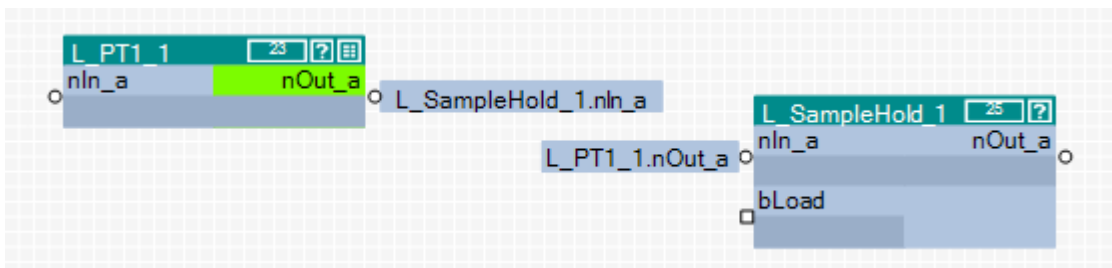 L_PT1_1 23 ?
nIn_a nOut_a
L_SampleHold_1.nIn_a
L_SampleHold_1 25 ?
L_PT1_1.nOut_a nIn_a nOut_a
bLoad